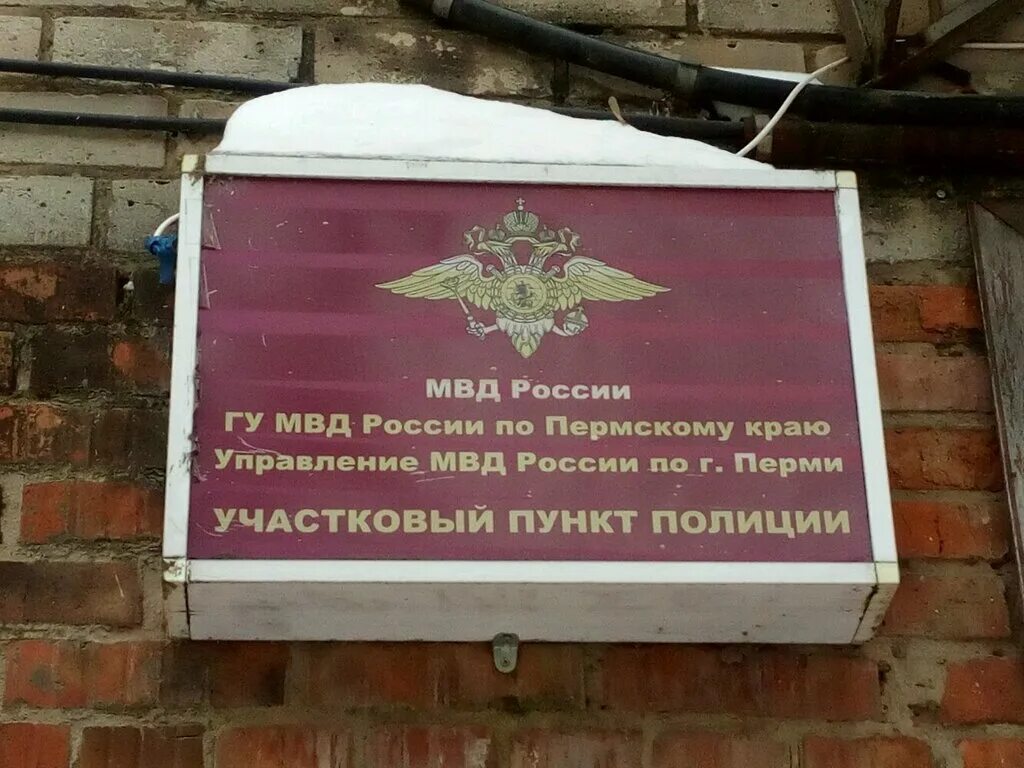 МВД России
ГУ МВД России по Пермскому краю
Управление МВД России по г. Перми
УЧАСТКОВЫЙ ПУНКТ ПОЛИЦИИ